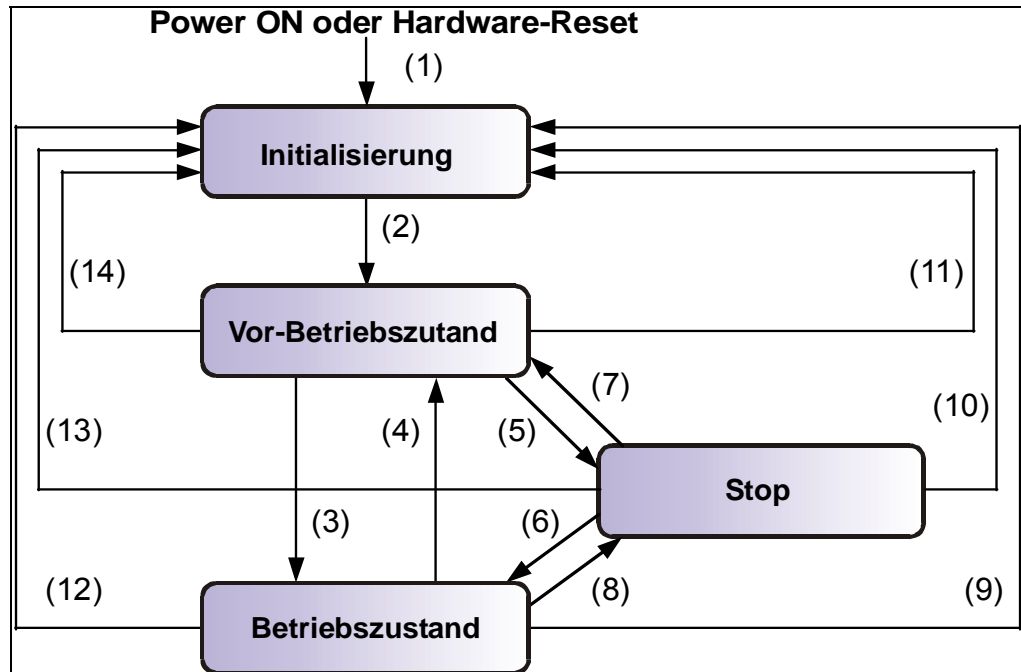 Power ON oder Hardware-Reset
(1)
Initialisierung
(2)
(14)
(11)
Vor-Betriebszutand
(7)
(10)
(13)
(4)
(5)
Stop
(3)
(6)
(12)
(8)
(9)
Betriebszustand